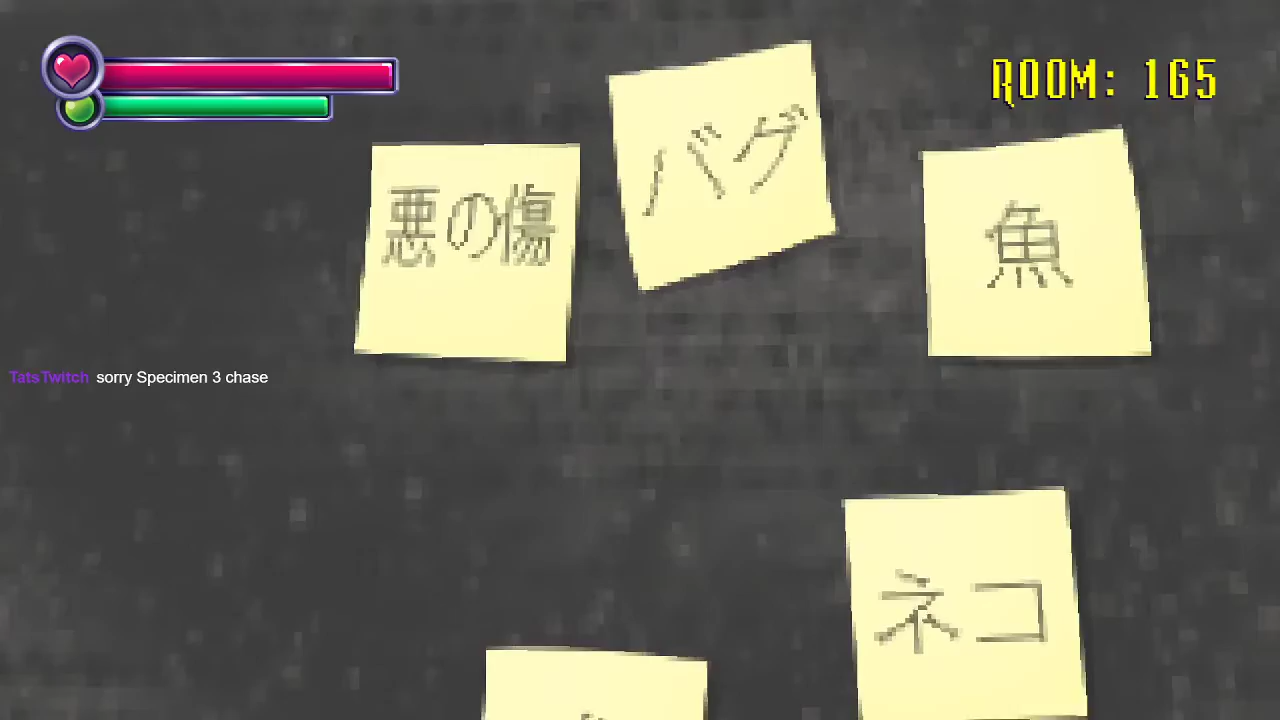 ROOM: 165
悪の傷
バグ
魚
TatsTwitch sorry Specimen 3 chase
ネコ